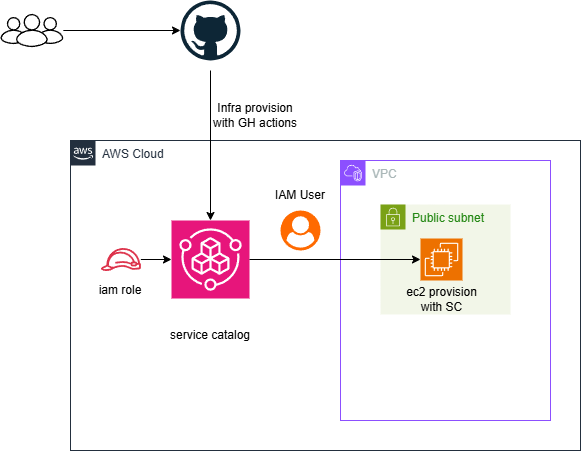 Infra provision
with GH actions
aws
AWS Cloud
VPC
IAM User
Public subnet
iam role
ec2 provision
with SC
service catalog